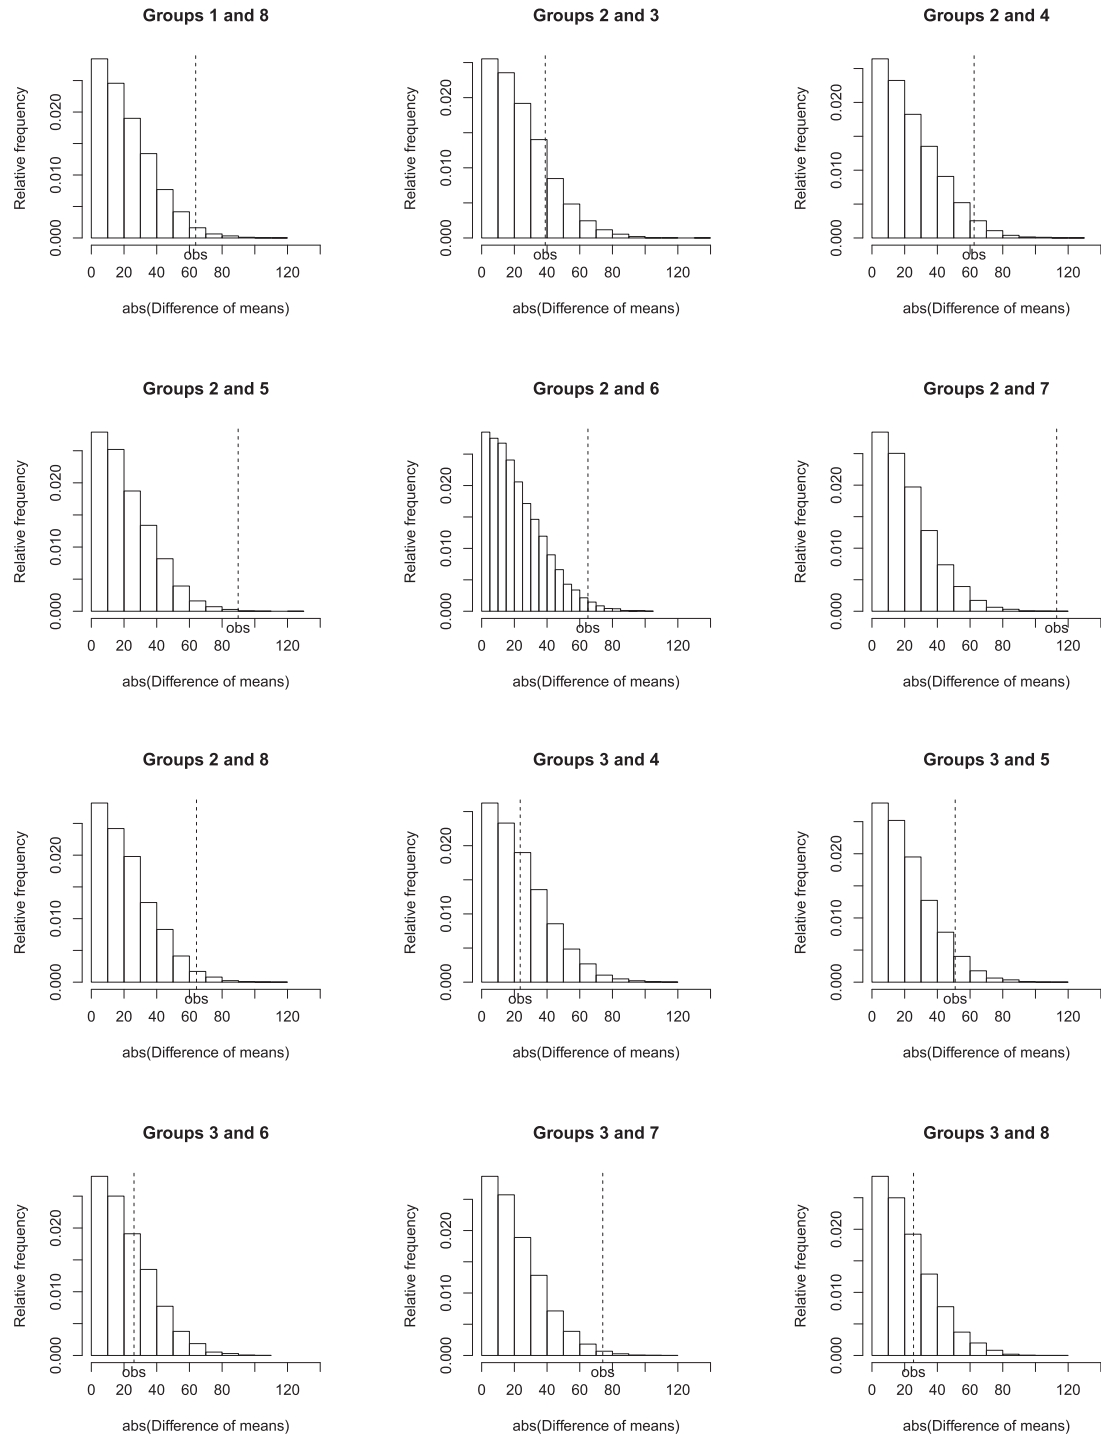 Groups 1 and 8
Relative frequency
0.000 0.010 0.020
obs
0 20 40 60 80 120
abs(Difference of means)
Groups 2 and 3
Relative frequency
0.000 0.010 0.020
obs
0 20 40 60 80 120
abs(Difference of means)
Groups 2 and 4
Relative frequency
0.000 0.010 0.020
obs
0 20 40 60 80 120
abs(Difference of means)
Groups 2 and 5
Relative frequency
0.000 0.010 0.020
obs
0 20 40 60 80 120
abs(Difference of means)
Groups 2 and 6
Relative frequency
0.000 0.010 0.020
obs
0 20 40 60 80 120
abs(Difference of means)
Groups 2 and 7
Relative frequency
0.000 0.010 0.020
obs
0 20 40 60 80 120
abs(Difference of means)
Groups 2 and 8
Relative frequency
0.000 0.010 0.020
obs
0 20 40 60 80 120
abs(Difference of means)
Groups 3 and 4
Relative frequency
0.000 0.010 0.020
obs
0 20 40 60 80 120
abs(Difference of means)
Groups 3 and 5
Relative frequency
0.000 0.010 0.020
obs
0 20 40 60 80 120
abs(Difference of means)
Groups 3 and 6
Relative frequency
0.000 0.010 0.020
obs
0 20 40 60 80 120
abs(Difference of means)
Groups 3 and 7
Relative frequency
0.000 0.010 0.020
obs
0 20 40 60 80 120
abs(Difference of means)
Groups 3 and 8
Relative frequency
0.000 0.010 0.020
obs
0 20 40 60 80 120
abs(Difference of means)